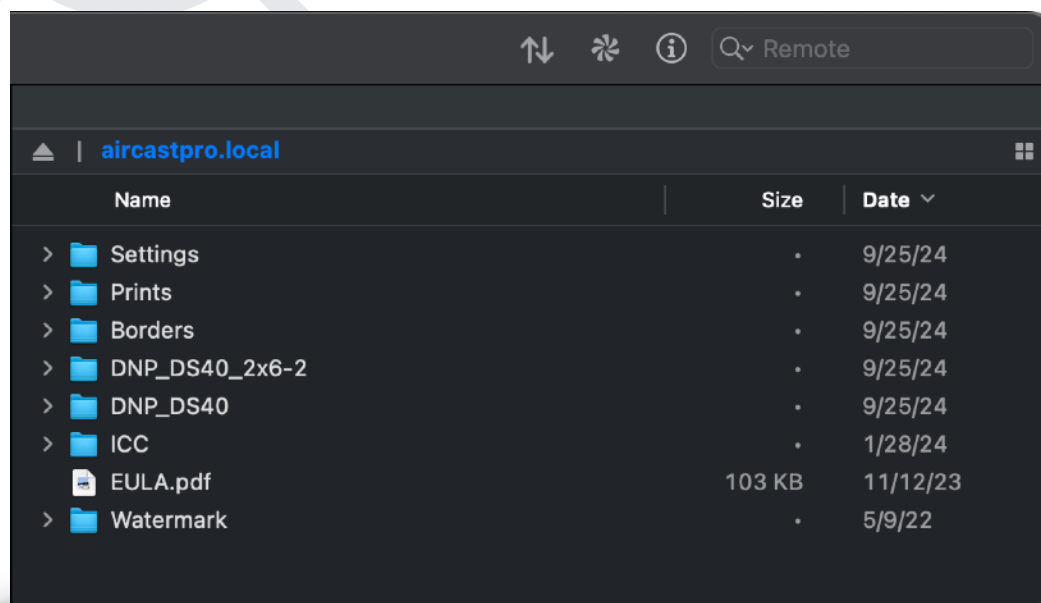 Remote
aircastpro.local
Name Size Date
Settings • 9/25/24
Prints • 9/25/24
Borders • 9/25/24
DNP_DS40_2x6-2 • 9/25/24
DNP_DS40 • 9/25/24
ICC • 1/28/24
EULA.pdf 103 KB 11/12/23
Watermark • 5/9/22